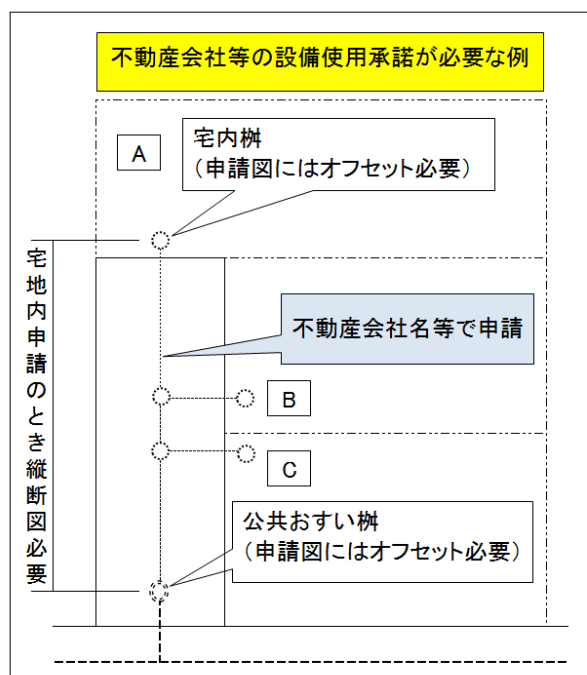 不動産会社等の設備使用承諾が必要な例
A
宅内桝
(申請図にはオフセット必要)
宅地内申請のとき縦断図必要
不動産会社名等で申請
B
C
公共おすい桝
(申請図にはオフセット必要)